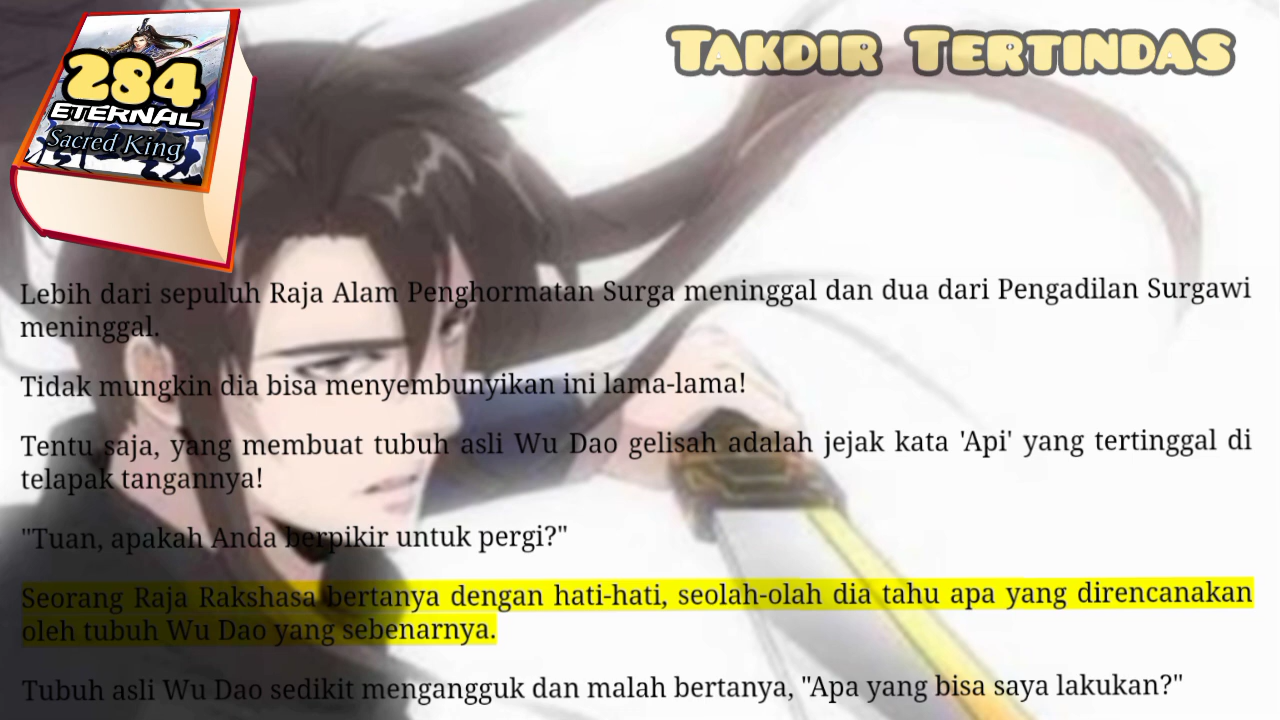 284
ETERNAL
Sacred King
Takdir Tertindas
Lebih dari sepuluh Raja Alam Penghormatan Surga meninggal dan dua dari Pengadilan Surgawi
meninggal.
Tidak mungkin dia bisa menyembunyikan ini lama-lama!
Tentu saja, yang membuat tubuh asli Wu Dao gelisah adalah jejak kata 'Api' yang tertinggal di
telapak tangannya!
"Tuan, apakah Anda berpikir untuk pergi?"
Seorang Raja Rakshasa bertanya dengan hati-hati, seolah-olah dia tahu apa yang direncanakan
oleh tubuh Wu Dao yang sebenarnya.
Tubuh asli Wu Dao sedikit mengangguk dan malah bertanya, "Apa yang bisa saya lakukan?"